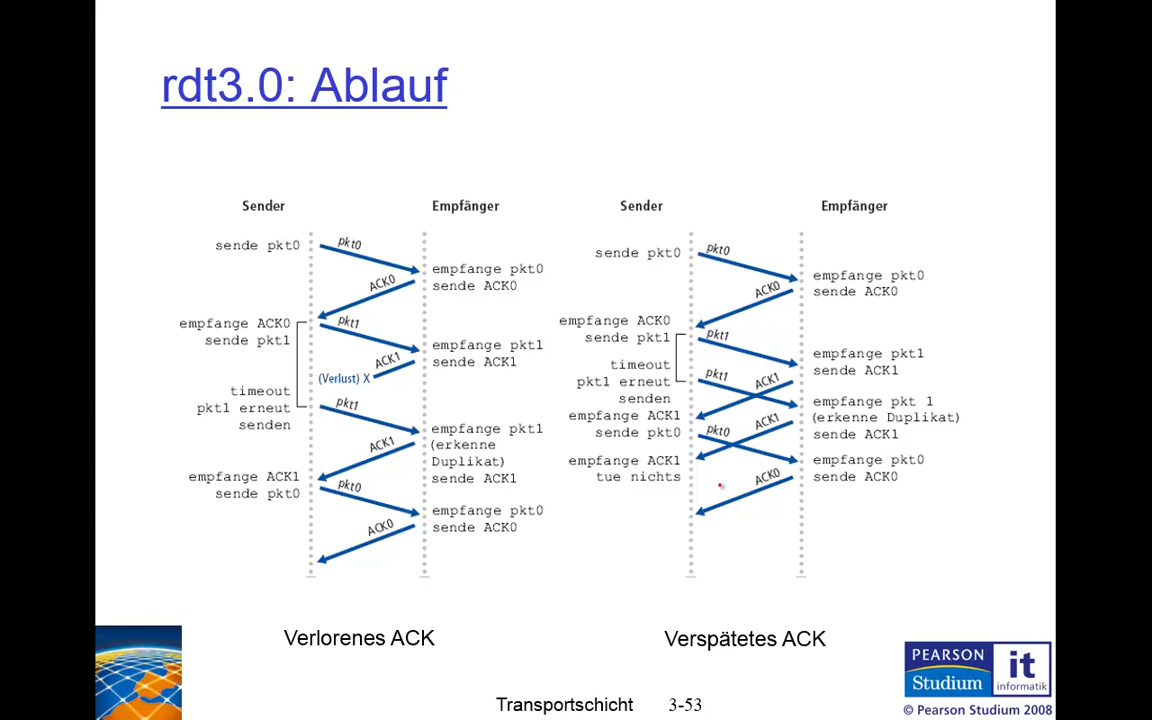 rdt3.0: Ablauf
Sender
Empfänger
sende pkt0
pkt0
empfange pkt0
sende ACK0
ACK0
empfange ACK0
sende pkt1
pkt1
empfange pkt1
sende ACK1
ACK1
(Verlust) X
timeout
pkt1 erneut
senden
pkt1
empfange pkt1
(erkenne
Duplikat)
sende ACK1
ACK1
empfange ACK1
sende pkt0
pkt0
empfange pkt0
sende ACK0
ACK0
Verlorenes ACK
Sender
Empfänger
sende pkt0
pkt0
empfange pkt0
sende ACK0
ACK0
empfange ACK0
sende pkt1
pkt1
empfange pkt1
sende ACK1
timeout
pkt1 erneut
senden
pkt1
ACK1
empfange pkt 1
(erkenne Duplikat)
sende ACK1
empfange ACK1
sende pkt0
ACK1
pkt0
empfange pkt0
sende ACK0
empfange ACK1
tue nichts
ACK0
Verspätetes ACK
Transportschicht
3-53
PEARSON
Studium
it
informatik
© Pearson Studium 2008